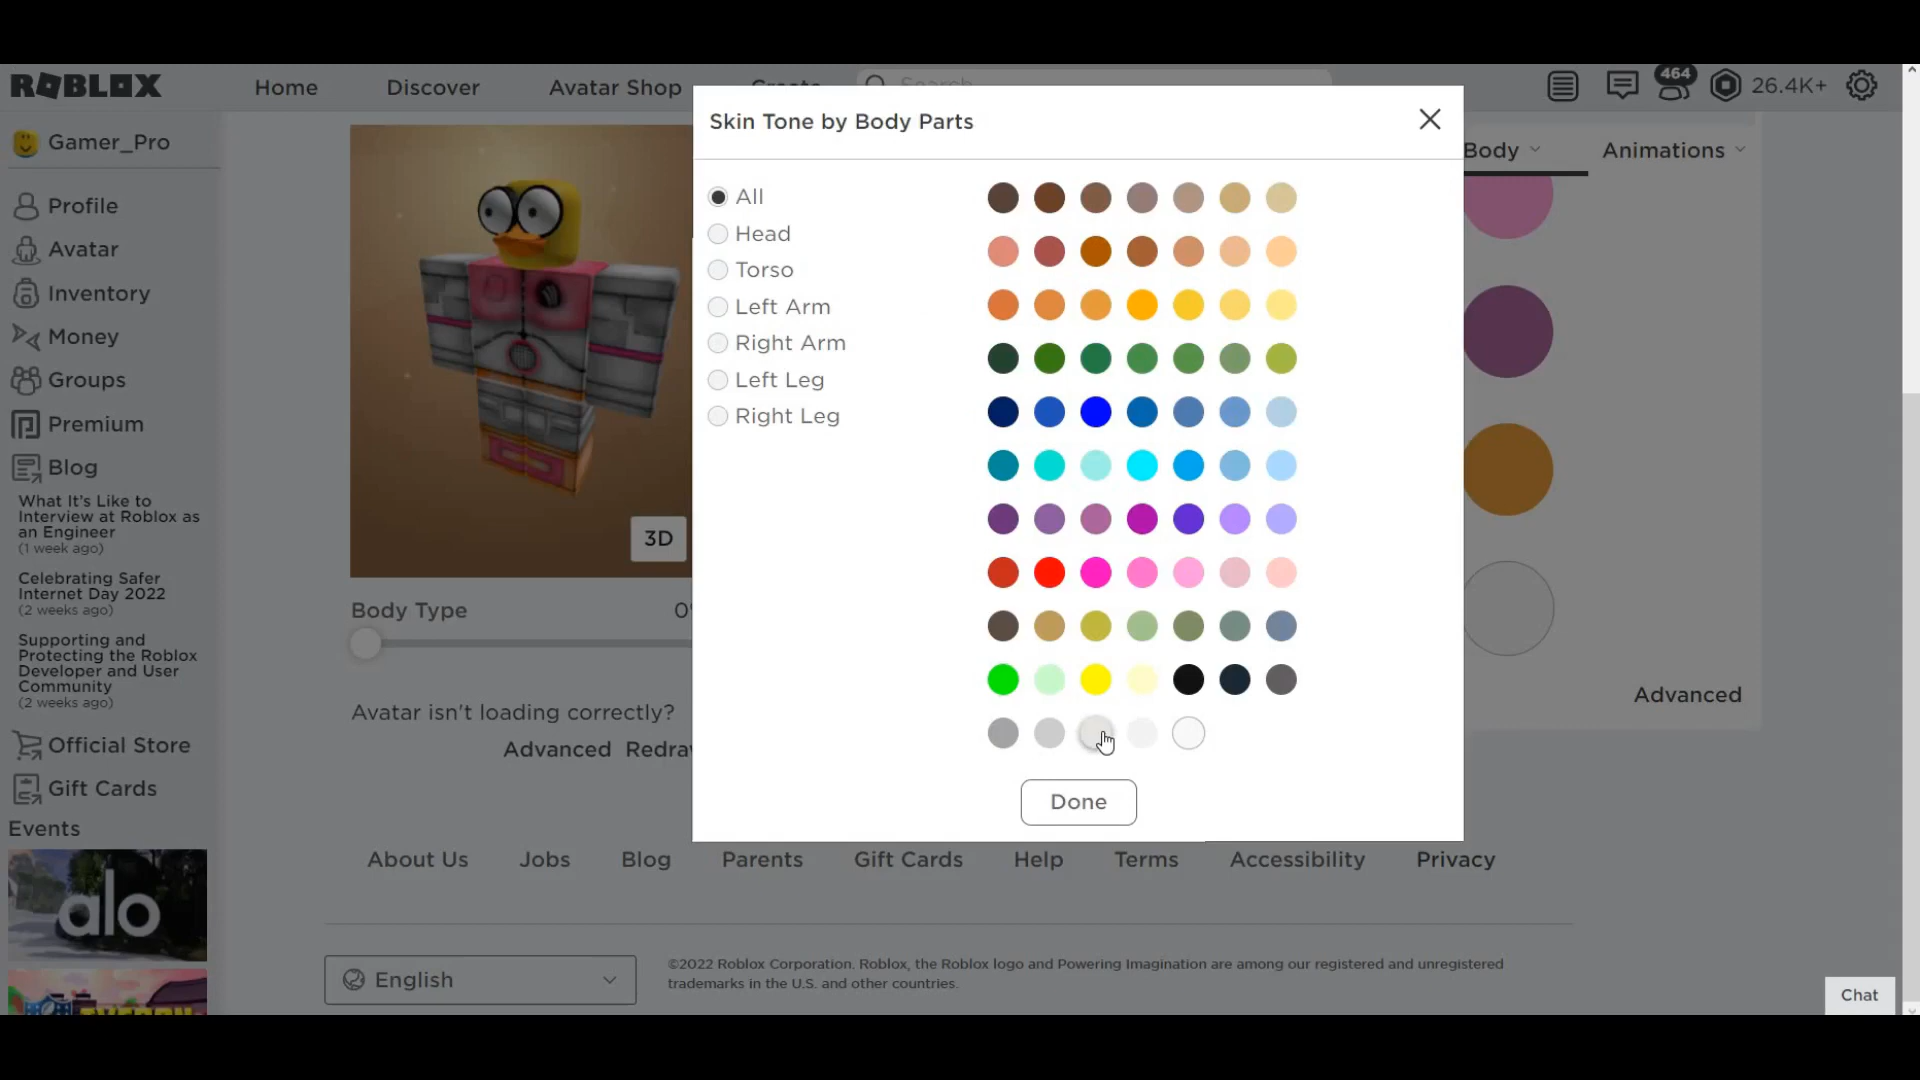 ROBLOX
Home
Discover
Avatar Shop
Create
Search
464
26.4K+
Gamer_Pro
Profile
Avatar
Inventory
Money
Groups
Premium
Blog
What It's Like to
Interview at Roblox as
an Engineer
(1 week ago)
Celebrating Safer
Internet Day 2022
(2 weeks ago)
Supporting and
Protecting the Roblox
Developer and User
Community
(2 weeks ago)
Official Store
Gift Cards
Events
alo
3D
Body Type
Avatar isn't loading correctly?
Advanced
Skin Tone by Body Parts
All
Head
Torso
Left Arm
Right Arm
Left Leg
Right Leg
Done
Body
Animations
Advanced
About Us
Jobs
Blog
Parents
Gift Cards
Help
Terms
Accessibility
Privacy
English
©2022 Roblox Corporation. Roblox, the Roblox logo and Powering Imagination are among our registered and unregistered
trademarks in the U.S. and other countries.
Chat